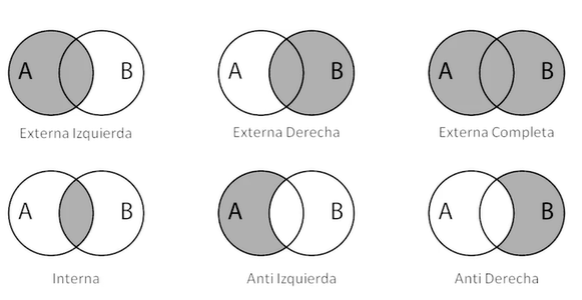 A B
A B
A B
Externa Izquierda
Externa Derecha
Externa Completa
A B
A B
A B
Interna
Anti Izquierda
Anti Derecha